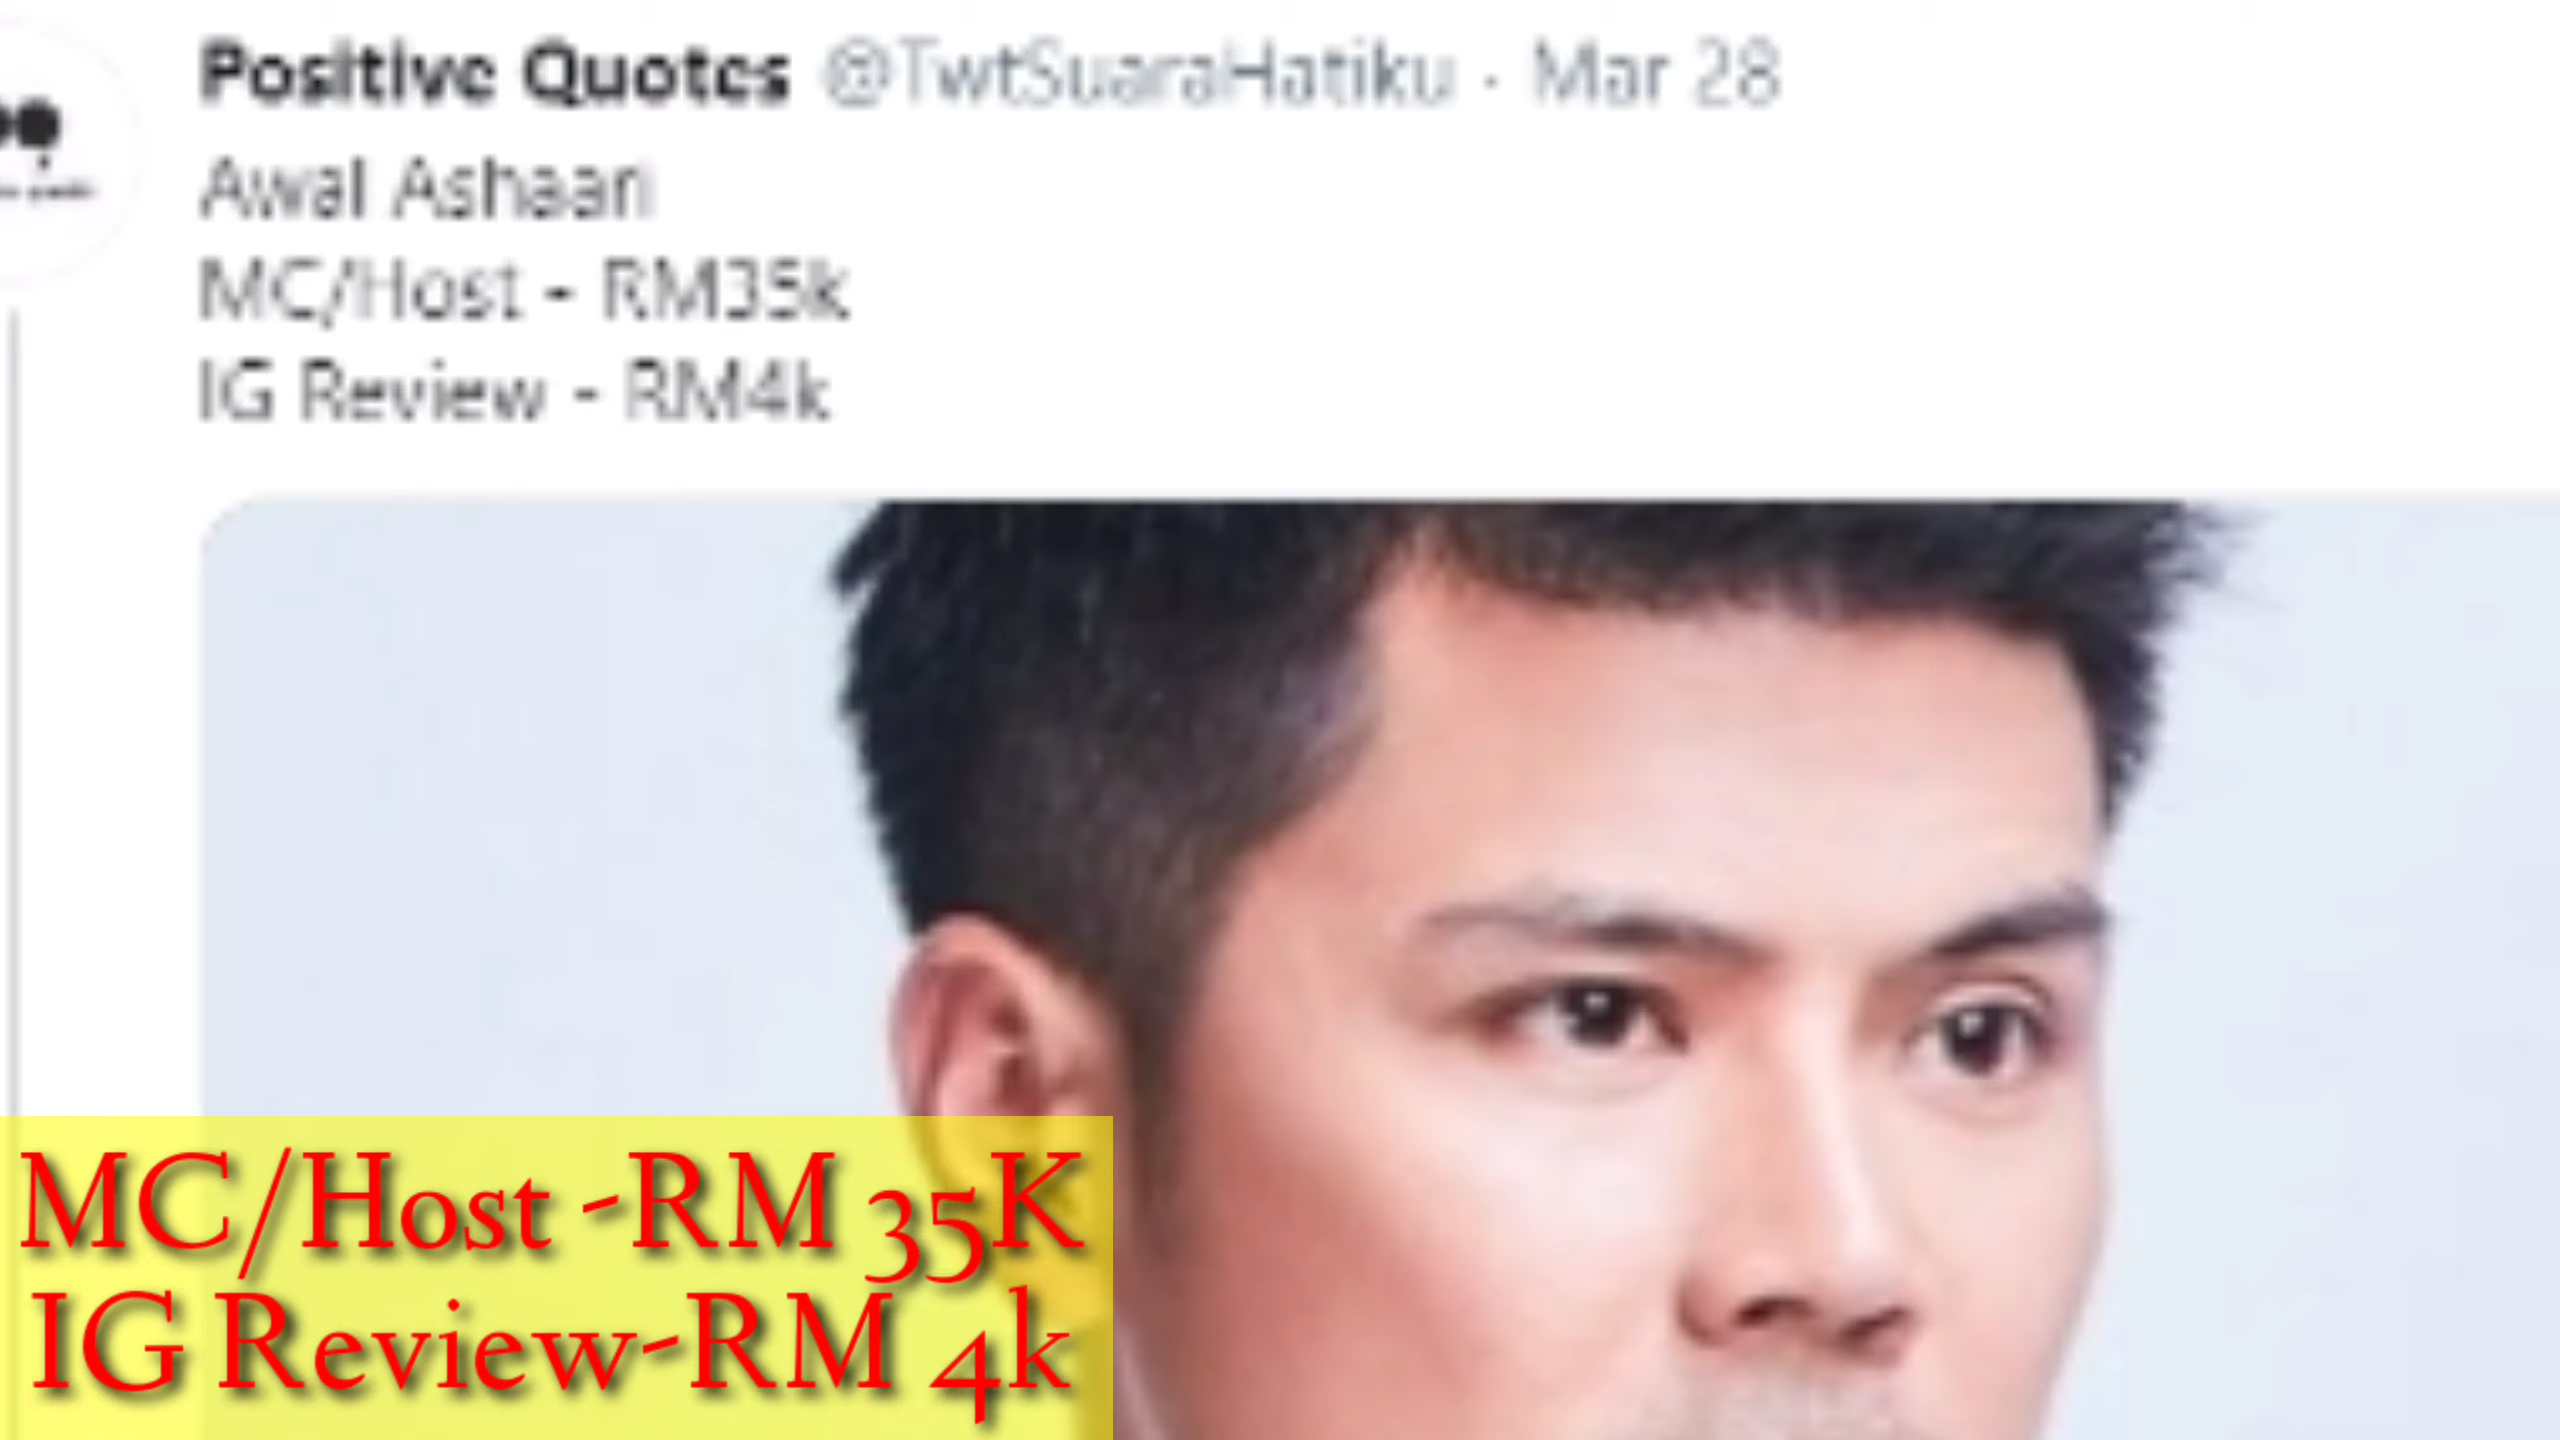 Positive Quotes @TwtSuaraHatiku · Mar 28
Awal Ashaari
MC/Host - RM35k
IG Review - RM4k
MC/Host -RM 35K
IG Review-RM 4k